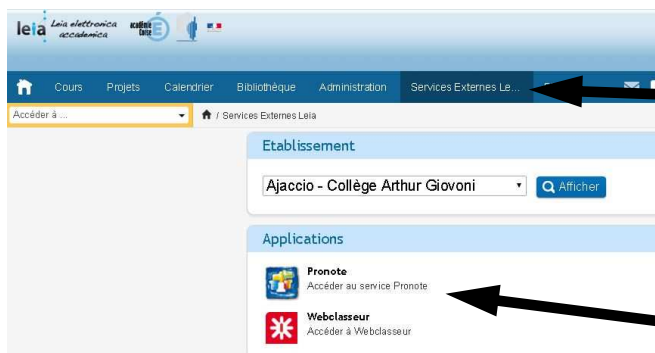 leia Leia elettronica accademica académie Corse
Cours Projets Calendrier Bibliothèque Administration Services Externes Le...
Accéder à ... / Services Externes Leia
Etablissement
Ajaccio - Collège Arthur Giovoni Afficher
Applications
Pronote
Accéder au service Pronote
Webclasseur
Accéder à Webclasseur